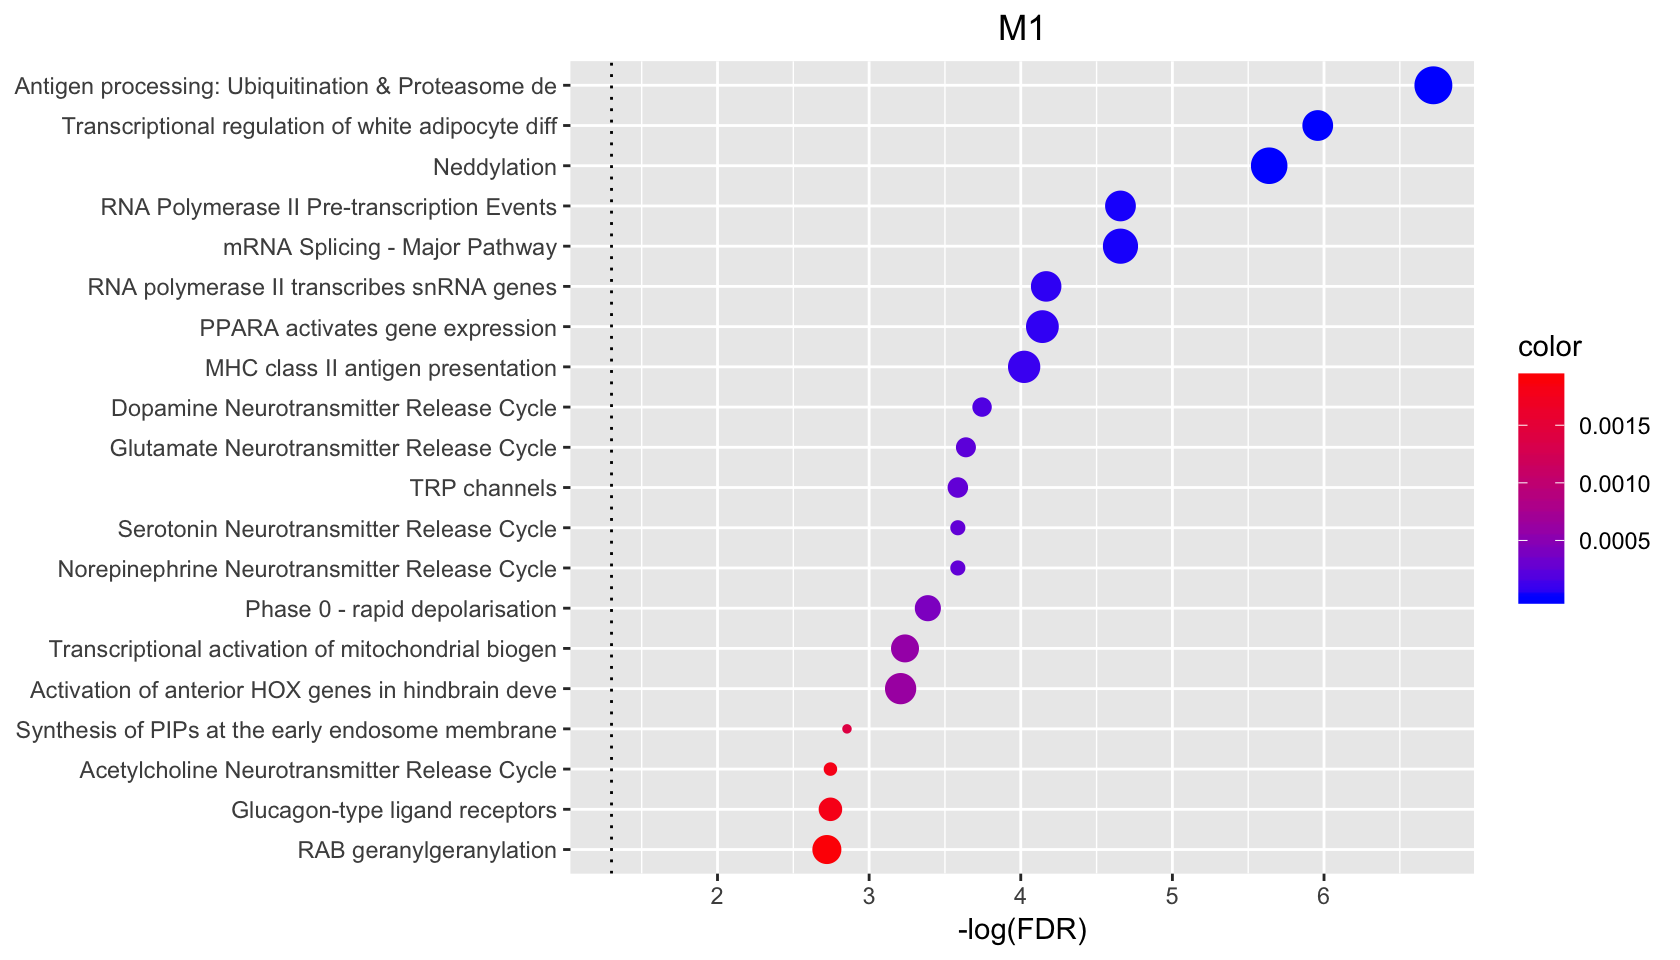 M1
Antigen processing: Ubiquitination & Proteasome de
Transcriptional regulation of white adipocyte diff
Neddylation
RNA Polymerase II Pre-transcription Events
mRNA Splicing - Major Pathway
RNA polymerase II transcribes snRNA genes
PPARA activates gene expression
MHC class II antigen presentation
Dopamine Neurotransmitter Release Cycle
Glutamate Neurotransmitter Release Cycle
TRP channels
Serotonin Neurotransmitter Release Cycle
Norepinephrine Neurotransmitter Release Cycle
Phase 0 - rapid depolarisation
Transcriptional activation of mitochondrial biogen
Activation of anterior HOX genes in hindbrain deve
Synthesis of PIPs at the early endosome membrane
Acetylcholine Neurotransmitter Release Cycle
Glucagon-type ligand receptors
RAB geranylgeranylation
2 3 4 5 6
-log(FDR)
color
0.0015
0.0010
0.0005